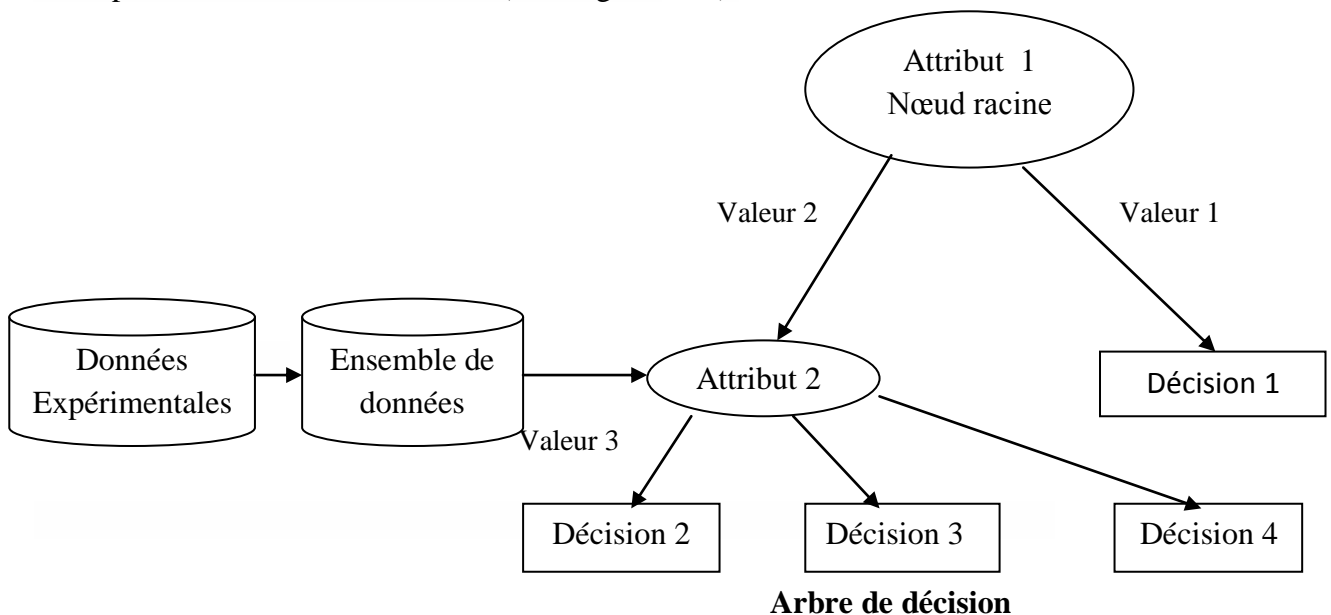 Attribut 1
Nœud racine
Valeur 2
Valeur 1
Données
Expérimentales
Ensemble de
données
Attribut 2
Décision 1
Valeur 3
Décision 2
Décision 3
Décision 4
Arbre de décision